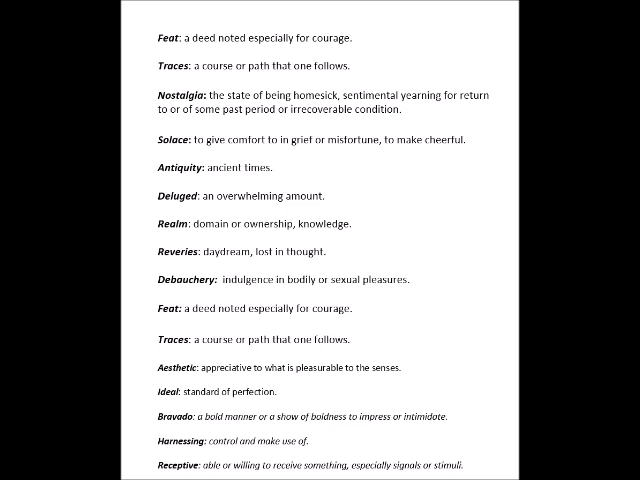 Feat: a deed noted especially for courage.
Traces: a course or path that one follows.
Nostalgia: the state of being homesick, sentimental yearning for return
to or of some past period or irrecoverable condition.
Solace: to give comfort to in grief or misfortune, to make cheerful.
Antiquity: ancient times.
Deluged: an overwhelming amount.
Realm: domain or ownership, knowledge.
Reveries: daydream, lost in thought.
Debauchery: indulgence in bodily or sexual pleasures.
Feat: a deed noted especially for courage.
Traces: a course or path that one follows.
Aesthetic: appreciative to what is pleasurable to the senses.
Ideal: standard of perfection.
Bravado: a bold manner or a show of boldness to impress or intimidate.
Harnessing: control and make use of.
Receptive: able or willing to receive something, especially signals or stimuli.